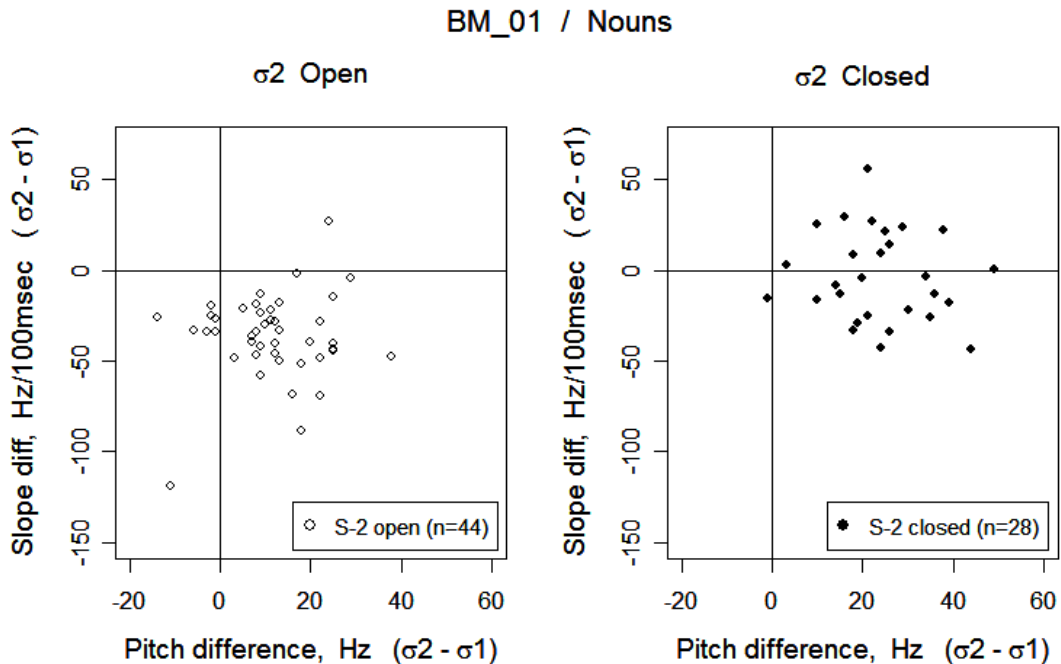 BM_01 / Nouns
σ2 Open
Slope diff, Hz/100msec ( σ2 - σ1)
50
0
-50
-100
-150
S-2 open (n=44)
-20 0 20 40 60
Pitch difference, Hz (σ2 - σ1)
σ2 Closed
Slope diff, Hz/100msec ( σ2 - σ1)
50
0
-50
-100
-150
S-2 closed (n=28)
-20 0 20 40 60
Pitch difference, Hz (σ2 - σ1)